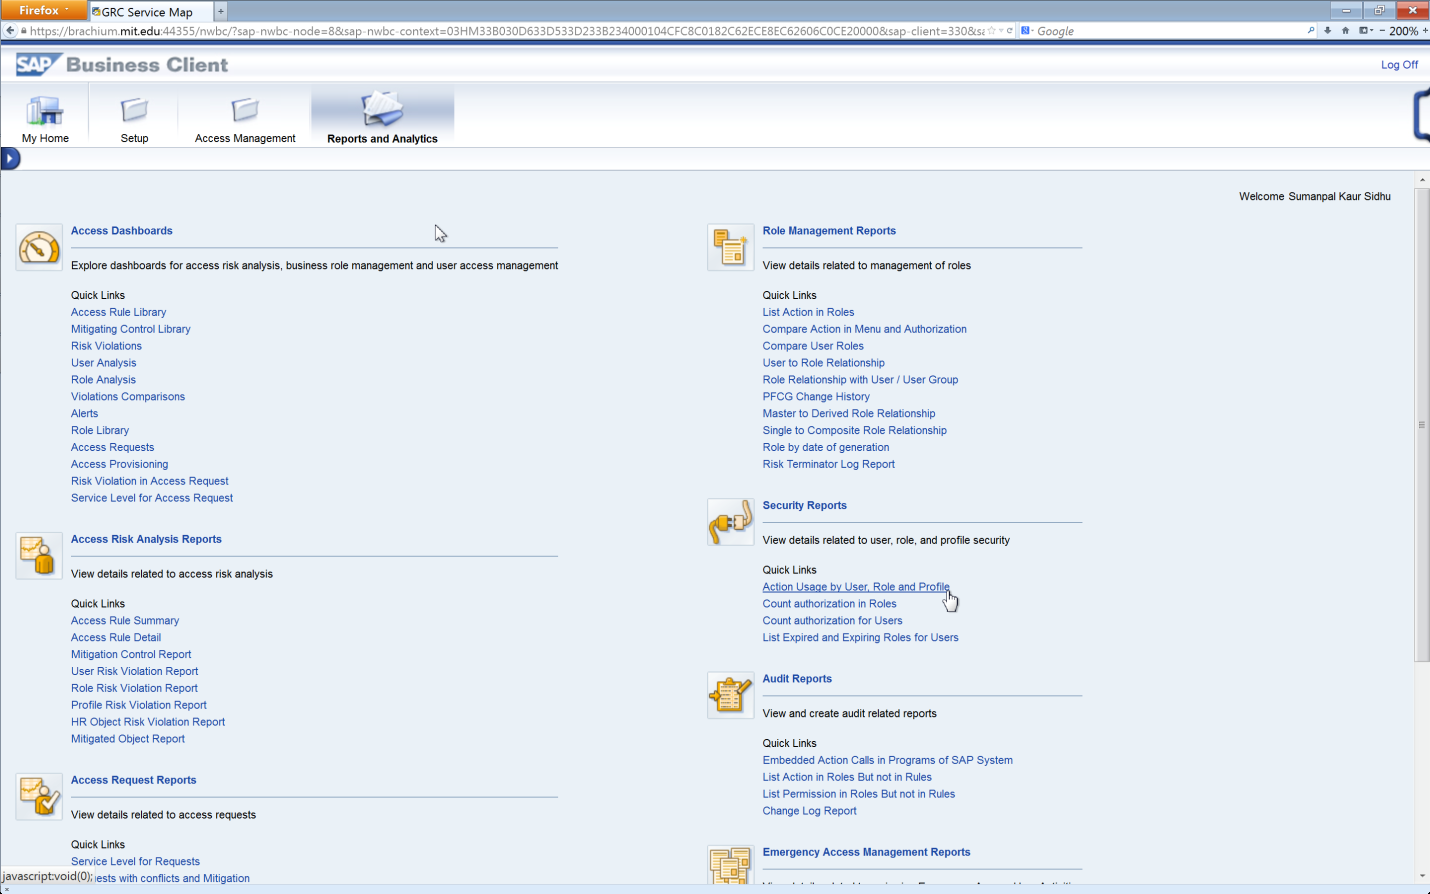 Firefox
GRC Service Map
https://brachium.mit.edu:44355/nwbc/?sap-nwbc-node=8&sap-nwbc-context=03HM33B030D633D533D233B234000104CFC8C0182C62ECE8EC62606C0CE20000&sap-client=330&s
Google
200%
SAP Business Client
Log Off
My Home
Setup
Access Management
Reports and Analytics
Welcome Sumanpal Kaur Sidhu
Access Dashboards
Explore dashboards for access risk analysis, business role management and user access management
Quick Links
Access Rule Library
Mitigating Control Library
Risk Violations
User Analysis
Role Analysis
Violations Comparisons
Alerts
Role Library
Access Requests
Access Provisioning
Risk Violation in Access Request
Service Level for Access Request
Access Risk Analysis Reports
View details related to access risk analysis
Quick Links
Access Rule Summary
Access Rule Detail
Mitigation Control Report
User Risk Violation Report
Role Risk Violation Report
Profile Risk Violation Report
HR Object Risk Violation Report
Mitigated Object Report
Access Request Reports
View details related to access requests
Quick Links
Service Level for Requests
ests with conflicts and Mitigation
javascript:void(0);
Role Management Reports
View details related to management of roles
Quick Links
List Action in Roles
Compare Action in Menu and Authorization
Compare User Roles
User to Role Relationship
Role Relationship with User / User Group
PFCG Change History
Master to Derived Role Relationship
Single to Composite Role Relationship
Role by date of generation
Risk Terminator Log Report
Security Reports
View details related to user, role, and profile security
Quick Links
Action Usage by User, Role and Profile
Count authorization in Roles
Count authorization for Users
List Expired and Expiring Roles for Users
Audit Reports
View and create audit related reports
Quick Links
Embedded Action Calls in Programs of SAP System
List Action in Roles But not in Rules
List Permission in Roles But not in Rules
Change Log Report
Emergency Access Management Reports